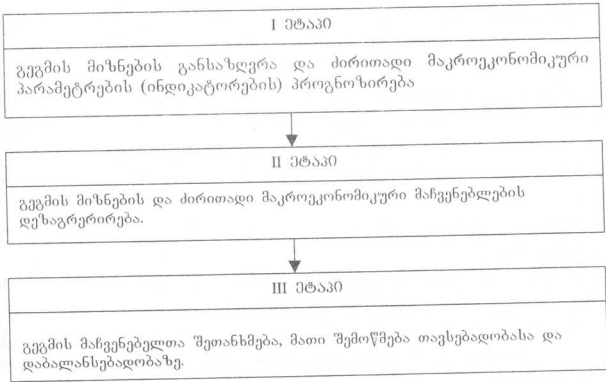 I ეტაპი
გეგმის მიზნების განსაზღვრა და ძირითადი მაკროეკონომიკური
პარამეტრების (ინდიკატორების) პროგნოზირება
II ეტაპი
გეგმის მიზნების და ძირითადი მაკროეკონომიკური მაჩვენებლების
დეზაგრერირება.
III ეტაპი
გეგმის მაჩვენებელთა შეთანხმება, მათი შემოწმება თავსებადობასა და
დაბალანსებადობაზე.